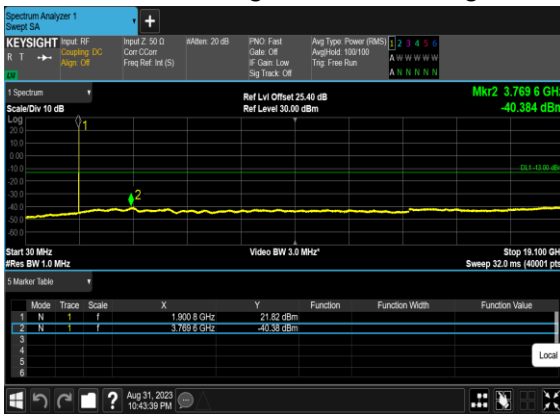 Spectrum Analyzer 1
Swept SA
+
KEYSIGHT Input: RF Input Z: 50 Ω #Atten: 20 dB PNO: Fast Avg Type: Power (RMS) 1 2 3 4 5 6
R T Coupling: DC Corr CCorr Gate: Off Avg|Hold: 100/100 A W W W W W
Align: Off Freq Ref: Int (S) IF Gain: Low Trig: Free Run
LV Sig Track: Off A N N N N N
1 Spectrum Ref Lvl Offset 25.40 dB Mkr2 3.769 6 GHz
Scale/Div 10 dB Ref Level 30.00 dBm -40.384 dBm
Log
20.0
10.0
0.00
-10.0
-20.0
-30.0
-40.0
-50.0
-60.0
1
2
DL1 -13.00 dBm
Start 30 MHz Video BW 3.0 MHz* Stop 19.100 GH
#Res BW 1.0 MHz Sweep 32.0 ms (40001 pts
5 Marker Table
Mode Trace Scale X Y Function Function Width Function Value
1 N 1 f 1.900 8 GHz 21.82 dBm
2 N 1 f 3.769 6 GHz -40.38 dBm
3
4
5
6
Local
? Aug 31, 2023
10:43:39 PM